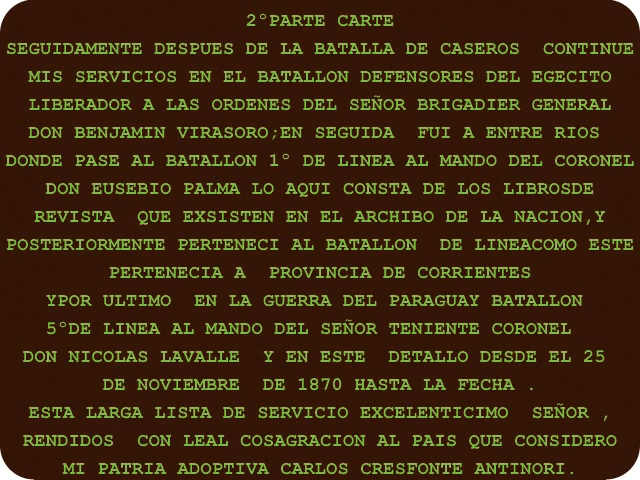 2°PARTE CARTE
SEGUIDAMENTE DESPUES DE LA BATALLA DE CASEROS CONTINUE
MIS SERVICIOS EN EL BATALLON DEFENSORES DEL EGECITO
LIBERADOR A LAS ORDENES DEL SEÑOR BRIGADIER GENERAL
DON BENJAMIN VIRASORO;EN SEGUIDA FUI A ENTRE RIOS
DONDE PASE AL BATALLON 1° DE LINEA AL MANDO DEL CORONEL
DON EUSEBIO PALMA LO AQUI CONSTA DE LOS LIBROSDE
REVISTA QUE EXSISTEN EN EL ARCHIBO DE LA NACION,Y
POSTERIORMENTE PERTENECI AL BATALLON DE LINEACOMO ESTE
PERTENECIA A PROVINCIA DE CORRIENTES
YPOR ULTIMO EN LA GUERRA DEL PARAGUAY BATALLON
5°DE LINEA AL MANDO DEL SEÑOR TENIENTE CORONEL
DON NICOLAS LAVALLE Y EN ESTE DETALLO DESDE EL 25
DE NOVIEMBRE DE 1870 HASTA LA FECHA .
ESTA LARGA LISTA DE SERVICIO EXCELENTICIMO SEÑOR ,
RENDIDOS CON LEAL COSAGRACION AL PAIS QUE CONSIDERO
MI PATRIA ADOPTIVA CARLOS CRESFONTE ANTINORI.